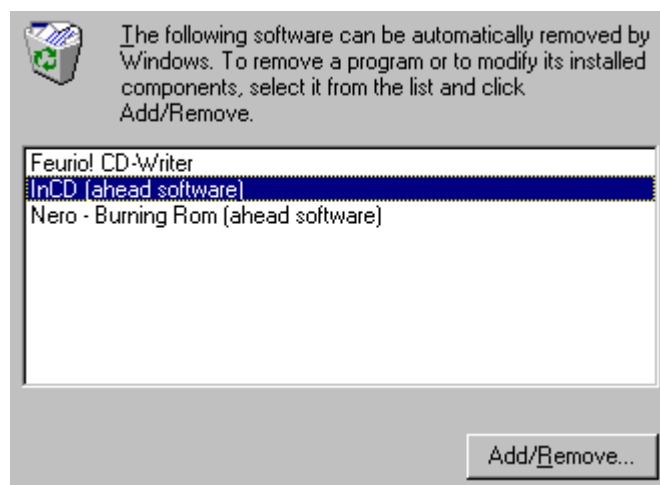 The following software can be automatically removed by
Windows. To remove a program or to modify its installed
components, select it from the list and click
Add/Remove.
Feurio! CD-Writer
InCD (ahead software)
Nero - Burning Rom (ahead software)
Add/Remove...